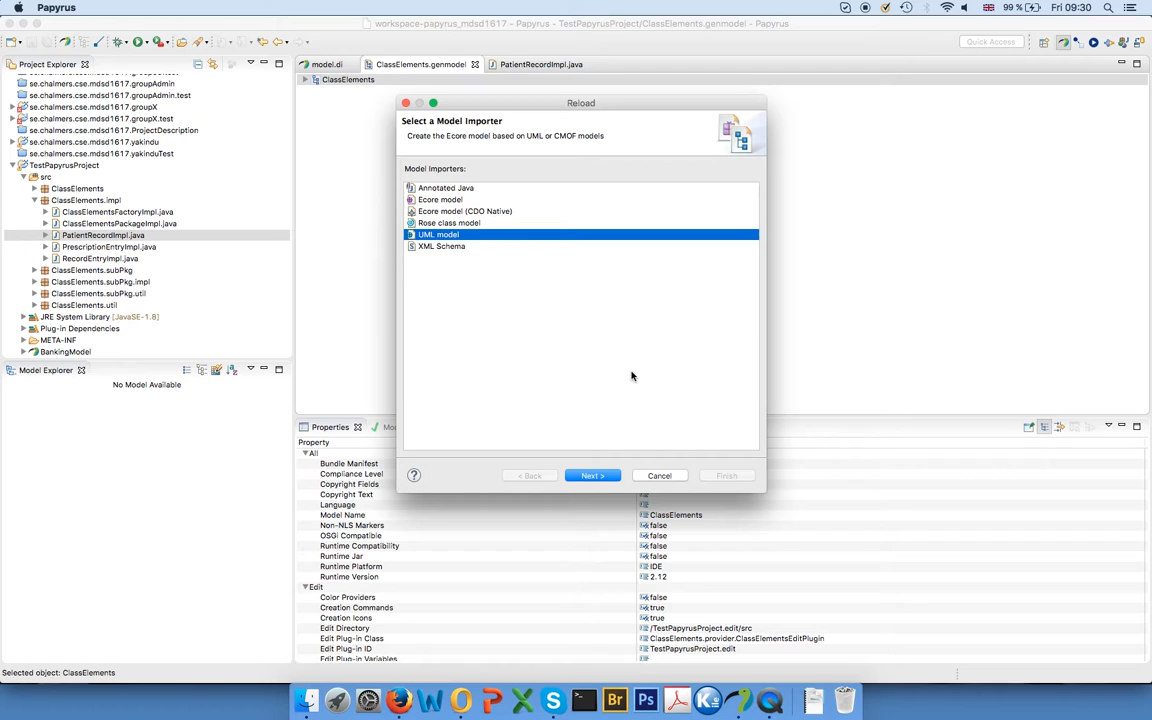 Papyrus
99 %
Fri 09:30
workspace-papyrus_mdsd1617 - Papyrus - TestPapyrusProject/ClassElements.genmodel - Papyrus
Quick Access
Project Explorer
model.di
ClassElements.genmodel
PatientRecordImpl.java
se.chalmers.cse.mdsd1617.groupAdmin
se.chalmers.cse.mdsd1617.groupAdmin.test
se.chalmers.cse.mdsd1617.groupX
se.chalmers.cse.mdsd1617.groupX.test
se.chalmers.cse.mdsd1617.ProjectDescription
se.chalmers.cse.mdsd1617.yakindu
se.chalmers.cse.mdsd1617.yakinduTest
TestPapyrusProject
src
ClassElements
ClassElements.impl
ClassElementsFactoryImpl.java
ClassElementsPackageImpl.java
PatientRecordImpl.java
PrescriptionEntryImpl.java
RecordEntryImpl.java
ClassElements.subPkg
ClassElements.subPkg.impl
ClassElements.subPkg.util
ClassElements.util
JRE System Library [JavaSE-1.8]
Plug-in Dependencies
META-INF
BankingModel
Model Explorer
No Model Available
ClassElements
Reload
Select a Model Importer
Create the Ecore model based on UML or CMOF models
Model Importers:
Annotated Java
Ecore model
Ecore model (CDO Native)
Rose class model
UML model
XML Schema
< Back
Next >
Cancel
Finish
Properties
Property
All
Bundle Manifest
Compliance Level
Copyright Fields
Copyright Text
Language
Model Name ClassElements
Non-NLS Markers false
OSGi Compatible false
Runtime Compatibility false
Runtime Jar false
Runtime Platform IDE
Runtime Version 2.12
Edit
Color Providers false
Creation Commands true
Creation Icons true
Edit Directory /TestPapyrusProject.edit/src
Edit Plug-in Class ClassElements.provider.ClassElementsEditPlugin
Edit Plug-in ID TestPapyrusProject.edit
Edit Plug-in Variables
Selected object: ClassElements
Br
Ps